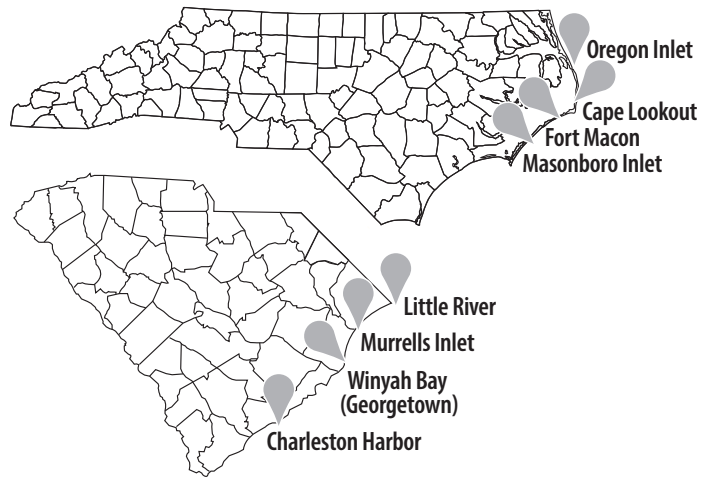 Oregon Inlet
Cape Lookout
Fort Macon
Masonboro Inlet
Little River
Murrells Inlet
Winyah Bay
(Georgetown)
Charleston Harbor